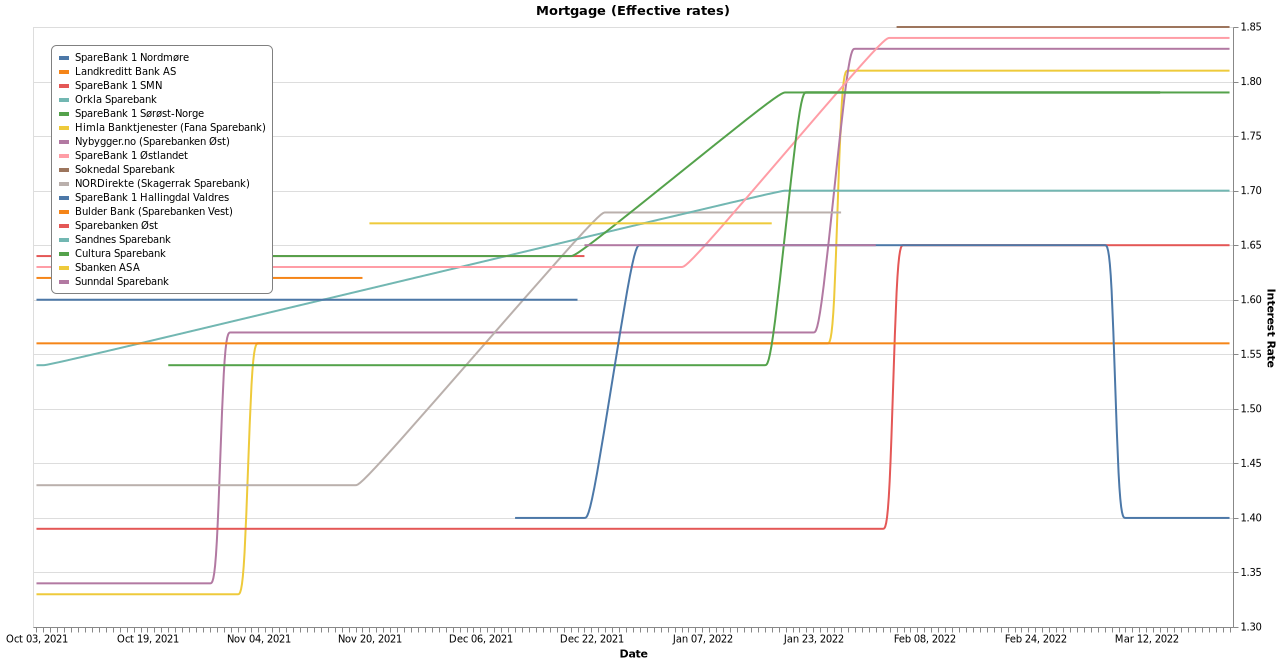 Mortgage (Effective rates)
SpareBank 1 Nordmøre
Landkreditt Bank AS
SpareBank 1 SMN
Orkla Sparebank
SpareBank 1 Sørøst-Norge
Himla Banktjenester (Fana Sparebank)
Nybygger.no (Sparebanken Øst)
SpareBank 1 Østlandet
Soknedal Sparebank
NORDirekte (Skagerrak Sparebank)
SpareBank 1 Hallingdal Valdres
Bulder Bank (Sparebanken Vest)
Sparebanken Øst
Sandnes Sparebank
Cultura Sparebank
Sbanken ASA
Sunndal Sparebank
1.85
1.80
1.75
1.70
1.65
1.60
1.55
1.50
1.45
1.40
1.35
1.30
Interest Rate
Oct 03, 2021 Oct 19, 2021 Nov 04, 2021 Nov 20, 2021 Dec 06, 2021 Dec 22, 2021 Jan 07, 2022 Jan 23, 2022 Feb 08, 2022 Feb 24, 2022 Mar 12, 2022
Date